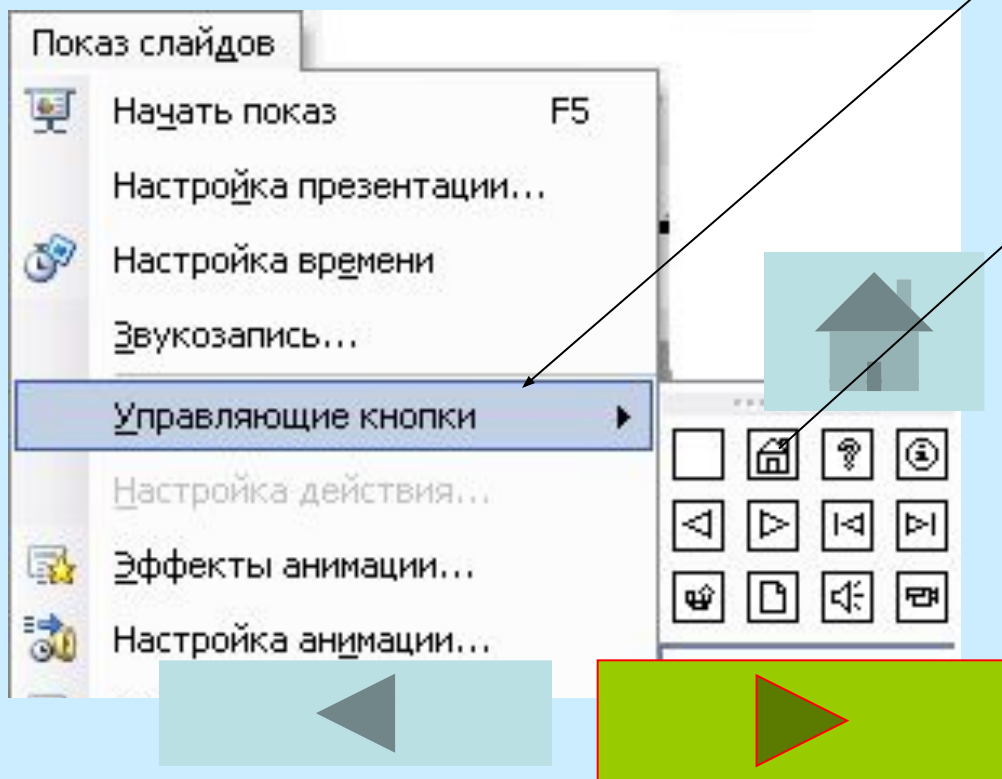 Показ слайдов
Начать показ F5
Настройка презентации...
Настройка времени
Звукозапись...
Управляющие кнопки
Настройка действия...
Эффекты анимации...
Настройка анимации...